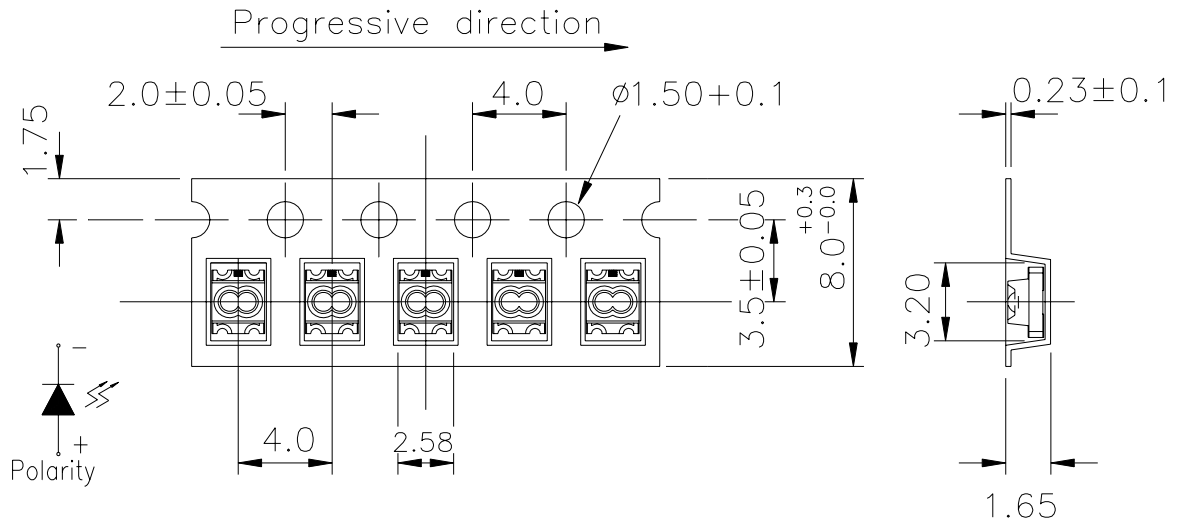 Progressive direction
2.0±0.05
4.0
ø1.50+0.1
0.23±0.1
1.75
3.5±0.05
8.0 +0.3 -0.0
3.20
-
+
Polarity
4.0
2.58
1.65